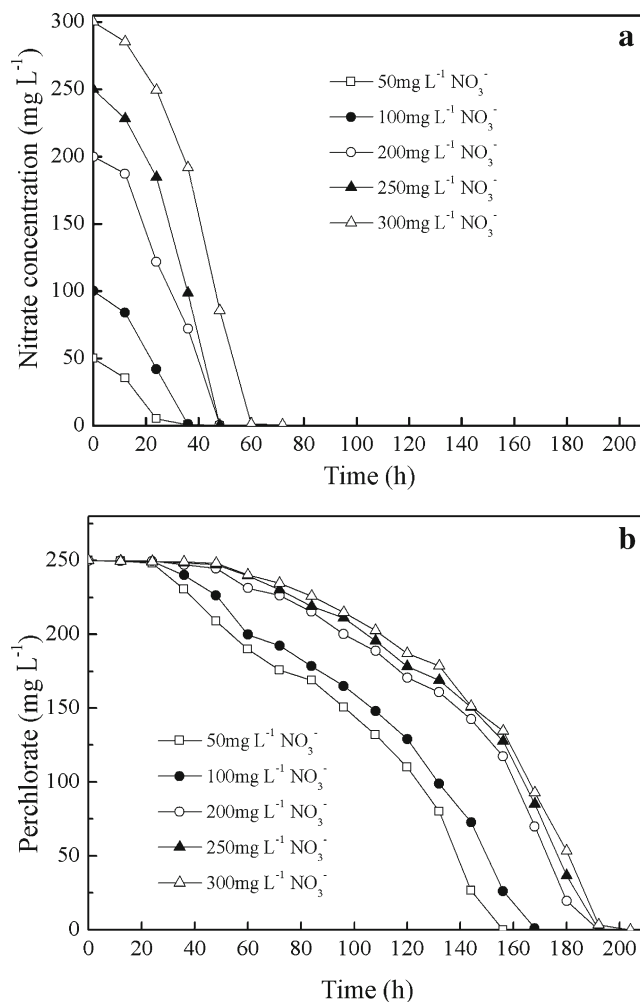 a
300
250
200
150
100
50
0
Nitrate concentration (mg L⁻¹)
50mg L⁻¹ NO₃⁻
100mg L⁻¹ NO₃⁻
200mg L⁻¹ NO₃⁻
250mg L⁻¹ NO₃⁻
300mg L⁻¹ NO₃⁻
0 20 40 60 80 100 120 140 160 180 200
Time (h)
b
250
200
150
100
50
0
Perchlorate (mg L⁻¹)
50mg L⁻¹ NO₃⁻
100mg L⁻¹ NO₃⁻
200mg L⁻¹ NO₃⁻
250mg L⁻¹ NO₃⁻
300mg L⁻¹ NO₃⁻
0 20 40 60 80 100 120 140 160 180 200
Time (h)